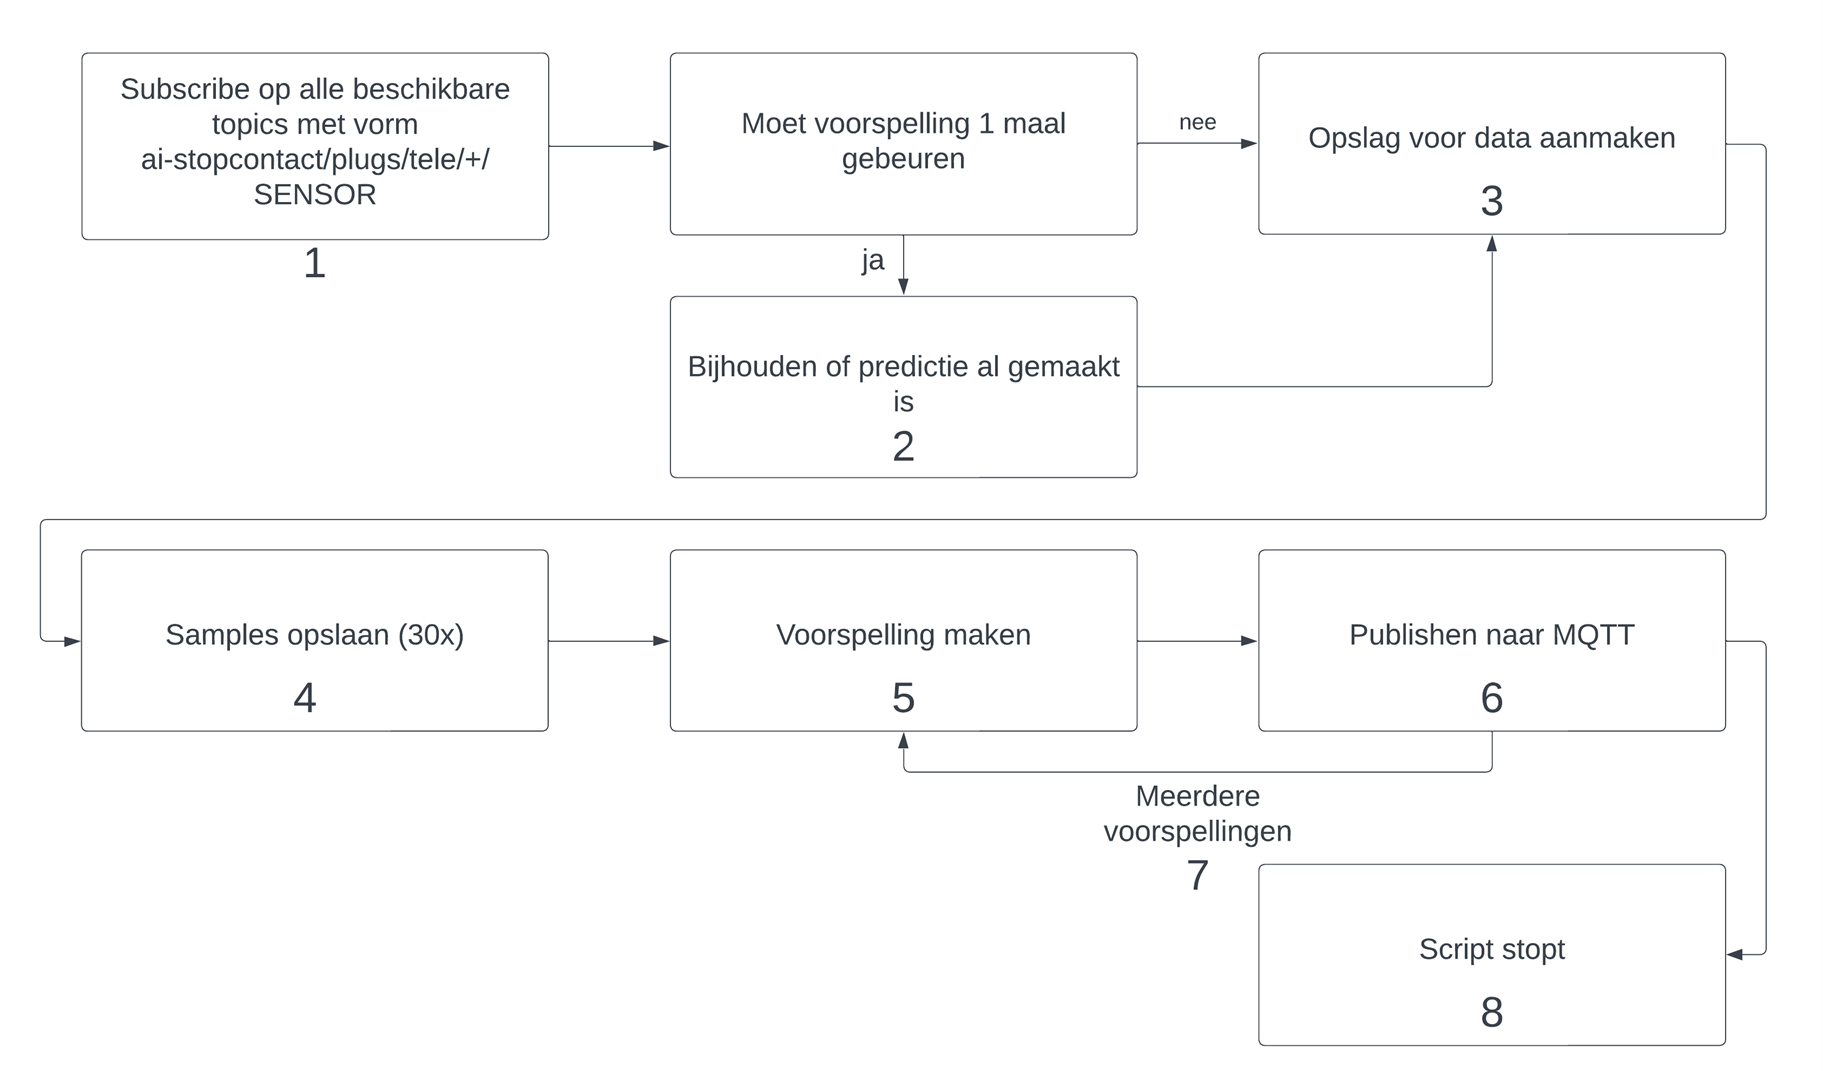 Subscribe op alle beschikbare
topics met vorm
ai-stopcontact/plugs/tele/+/
SENSOR
1
Moet voorspelling 1 maal
gebeuren
nee
Opslag voor data aanmaken
3
ja
Bijhouden of predictie al gemaakt
is
2
Samples opslaan (30x)
4
Voorspelling maken
5
Publishen naar MQTT
6
Meerdere
voorspellingen
7
Script stopt
8